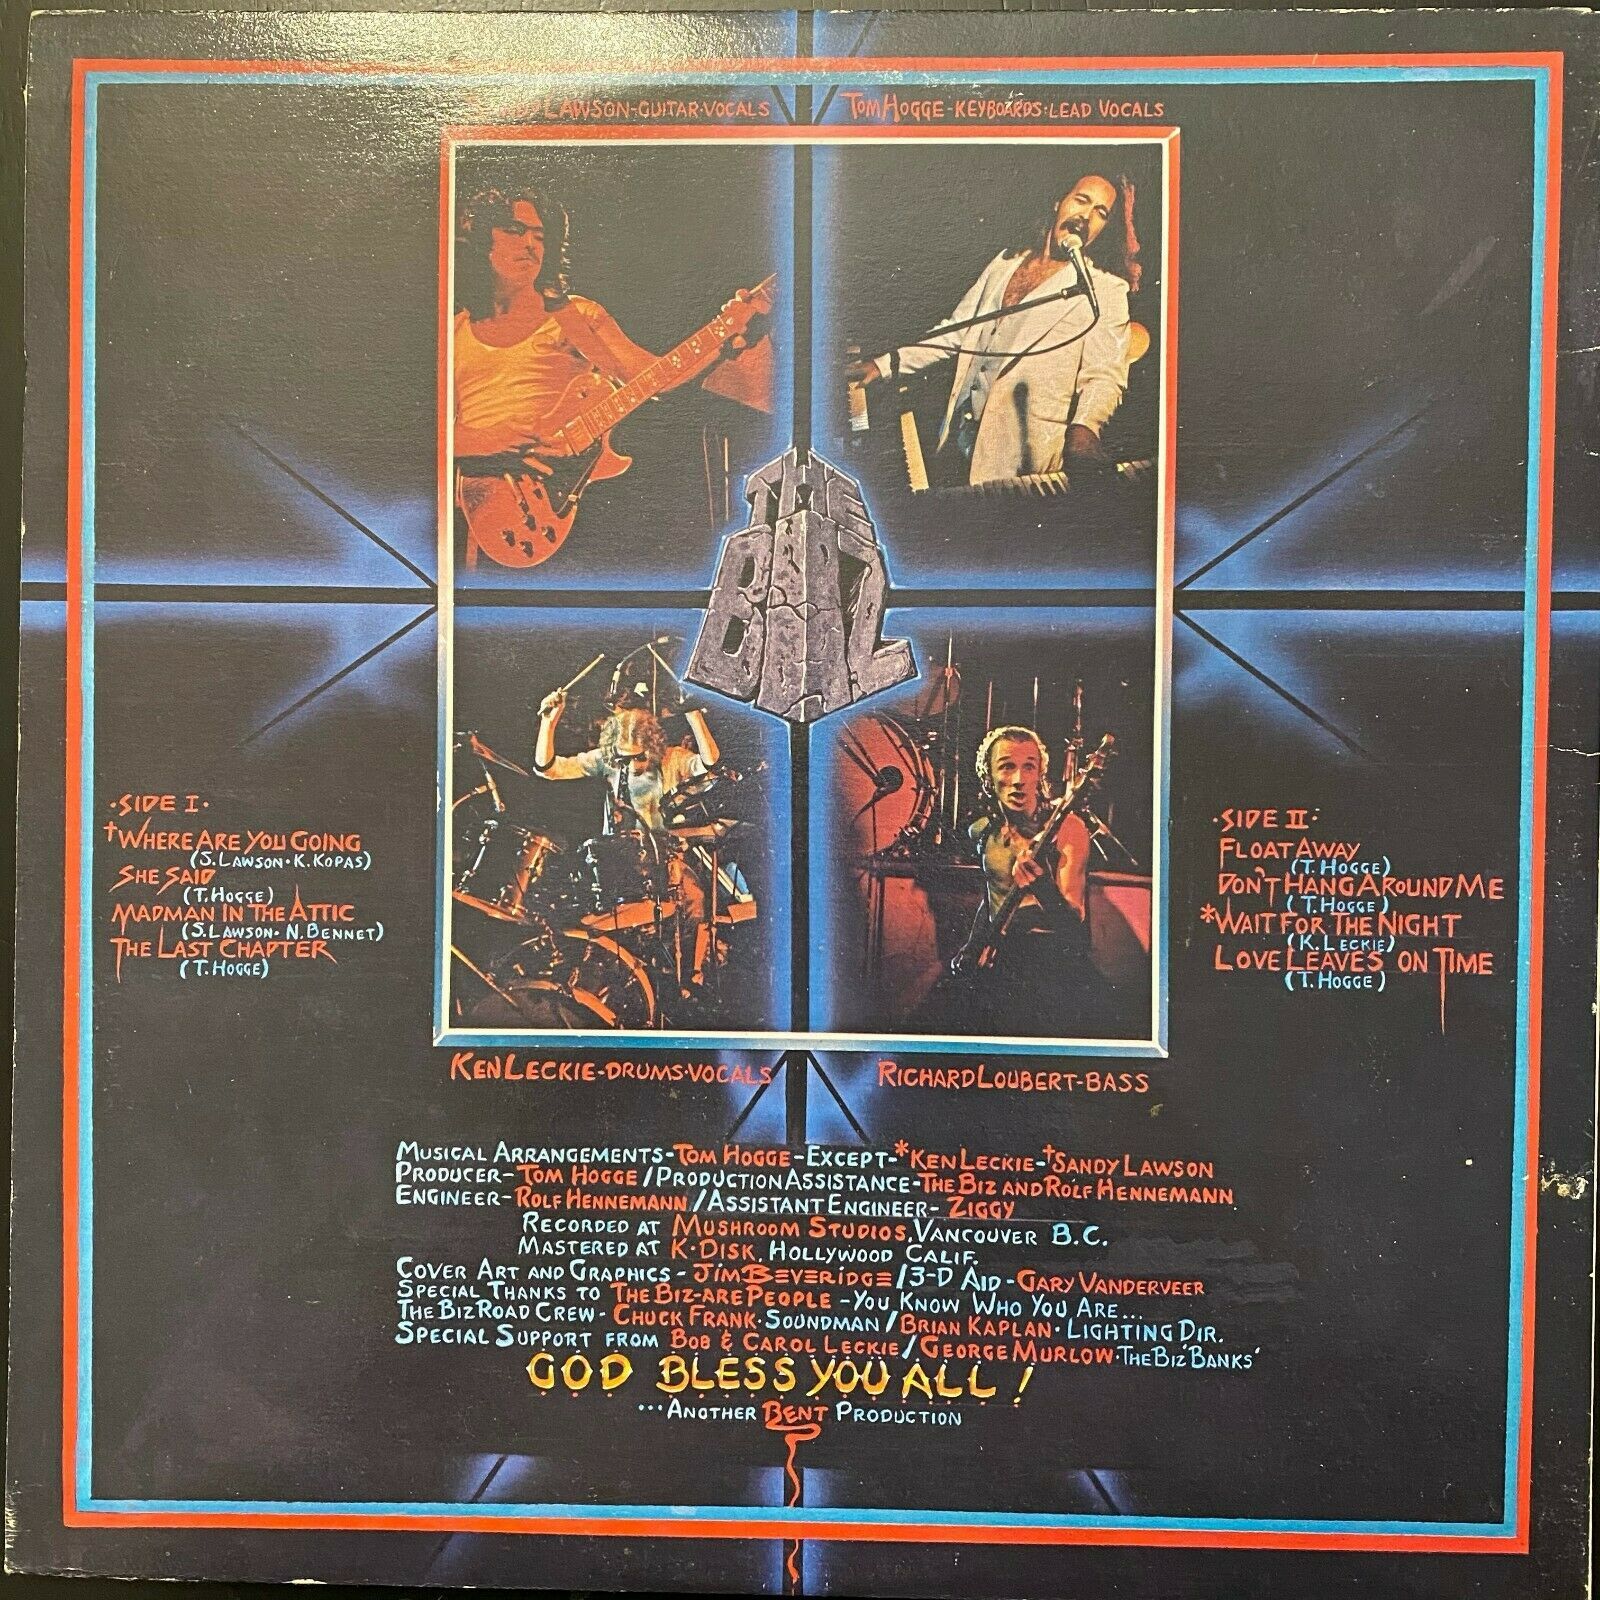 LAWSON-GUITAR·VOCALS
TOM HOGGE-KEYBOARDS·LEAD VOCALS
THE
BIZ
·SIDE I·
†WHERE ARE YOU GOING
(S. LAWSON·K. KOPAS)
SHE SAID
(T. HOGGE)
MADMAN IN THE ATTIC
(S. LAWSON·N. BENNET)
THE LAST CHAPTER
(T. HOGGE)
·SIDE II·
FLOAT AWAY
(T. HOGGE)
DON'T HANG AROUND ME
(T. HOGGE)
*WAIT FOR THE NIGHT
(K. LECKIE)
LOVE LEAVES ON TIME
(T. HOGGE)
KEN LECKIE-DRUMS·VOCALS
RICHARD LOUBERT-BASS
MUSICAL ARRANGEMENTS-TOM HOGGE-EXCEPT-*KEN LECKIE-†SANDY LAWSON
PRODUCER-TOM HOGGE/PRODUCTION ASSISTANCE-THE BIZ AND ROLF HENNEMANN
ENGINEER-ROLF HENNEMANN/ASSISTANT ENGINEER-ZIGGY
RECORDED AT MUSHROOM STUDIOS, VANCOUVER B.C.
MASTERED AT K·DISK, HOLLYWOOD CALIF.
COVER ART AND GRAPHICS-JIM BEVERIDGE/3-D AID-GARY VANDERVEER
SPECIAL THANKS TO THE BIZ-ARE PEOPLE-YOU KNOW WHO YOU ARE...
THE BIZ ROAD CREW-CHUCK FRANK·SOUNDMAN/BRIAN KAPLAN·LIGHTING DIR.
SPECIAL SUPPORT FROM BOB & CAROL LECKIE/GEORGE MURLOW·THE BIZ 'BANKS'
GOD BLESS YOU ALL!
...ANOTHER BENT PRODUCTION